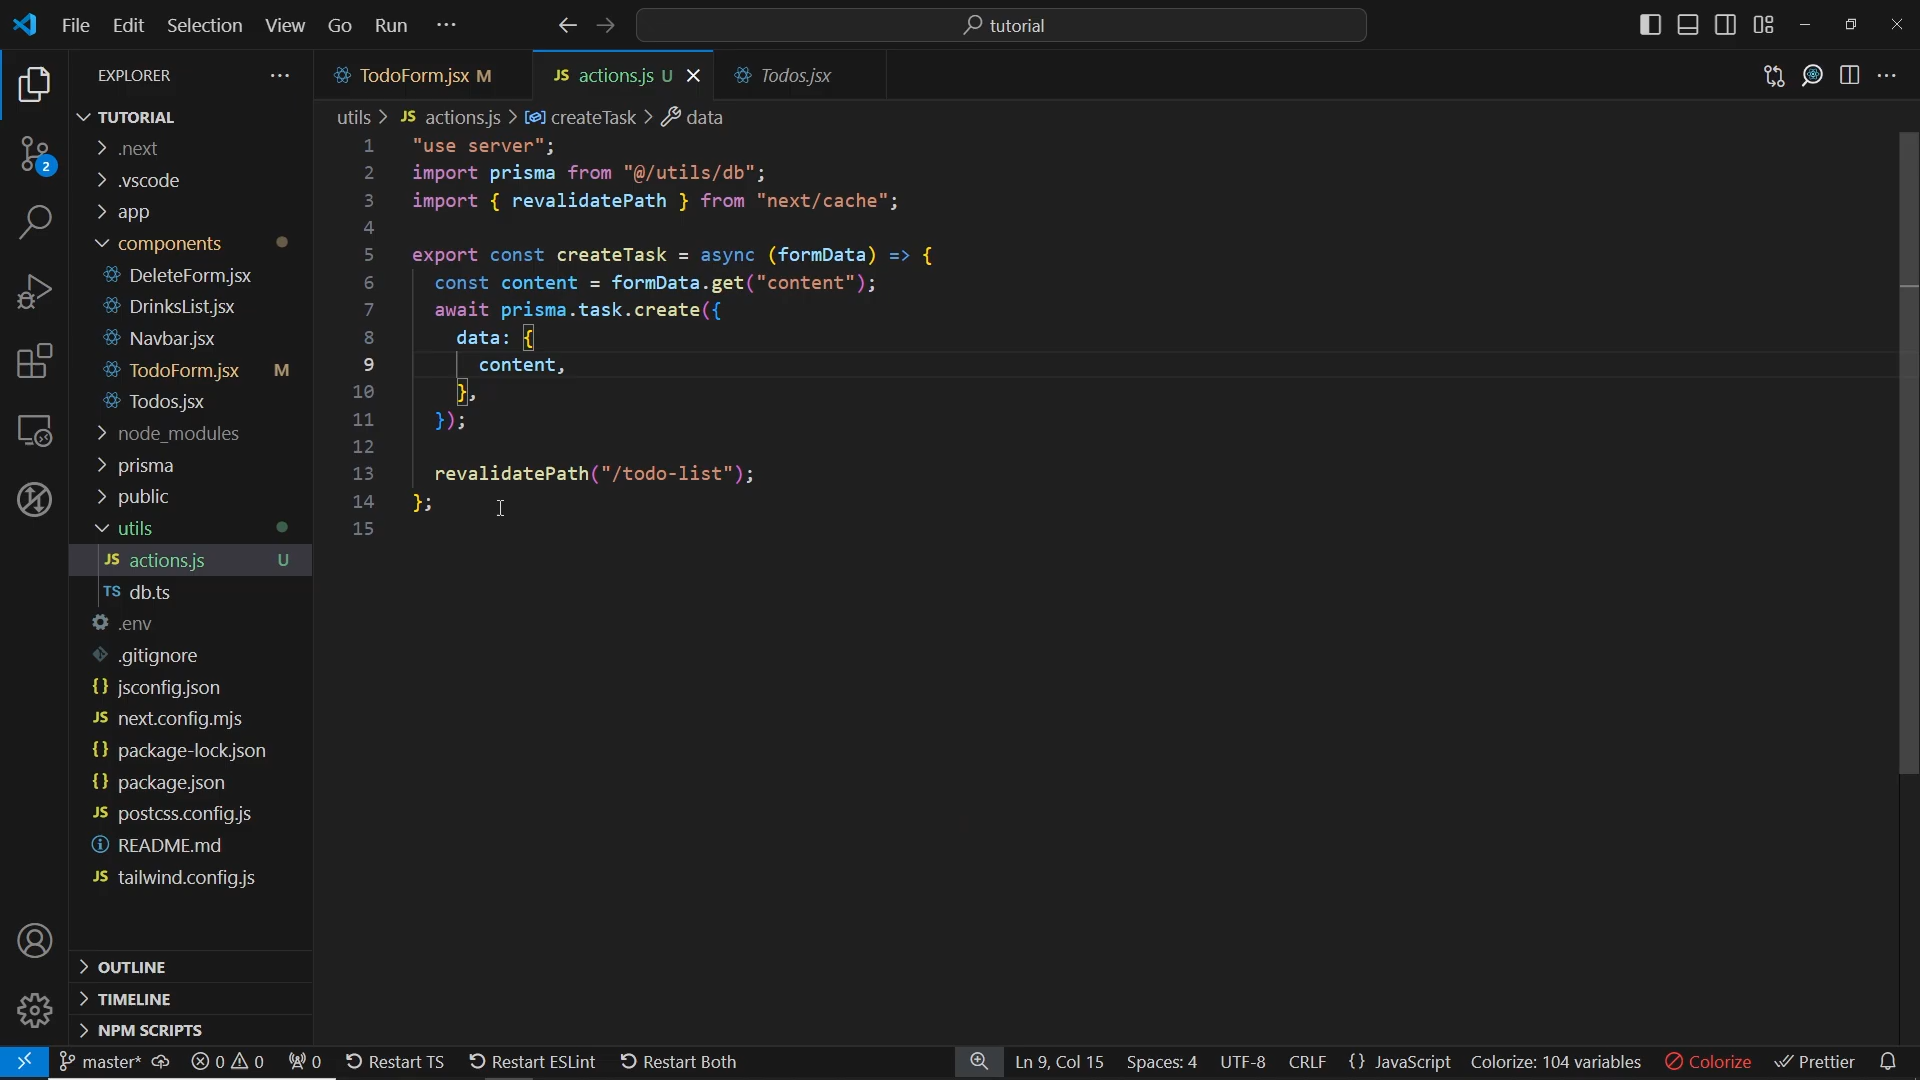 File Edit Selection View Go Run ··· tutorial
EXPLORER ···
TodoForm.jsx M
JS actions.js U
Todos.jsx
utils > JS actions.js > createTask > data
TUTORIAL
.next
.vscode
app
components
DeleteForm.jsx
DrinksList.jsx
Navbar.jsx
TodoForm.jsx M
Todos.jsx
node_modules
prisma
public
utils
JS actions.js U
TS db.ts
.env
.gitignore
{} jsconfig.json
JS next.config.mjs
{} package-lock.json
{} package.json
JS postcss.config.js
README.md
JS tailwind.config.js
OUTLINE
TIMELINE
NPM SCRIPTS
2
1 "use server";
2 import prisma from "@/utils/db";
3 import { revalidatePath } from "next/cache";
4
5 export const createTask = async (formData) => {
6 const content = formData.get("content");
7 await prisma.task.create({
8 data: {
9 content,
10 },
11 });
12
13 revalidatePath("/todo-list");
14 };
15
master* 0 0 0 Restart TS Restart ESLint Restart Both Ln 9, Col 15 Spaces: 4 UTF-8 CRLF {} JavaScript Colorize: 104 variables Colorize Prettier